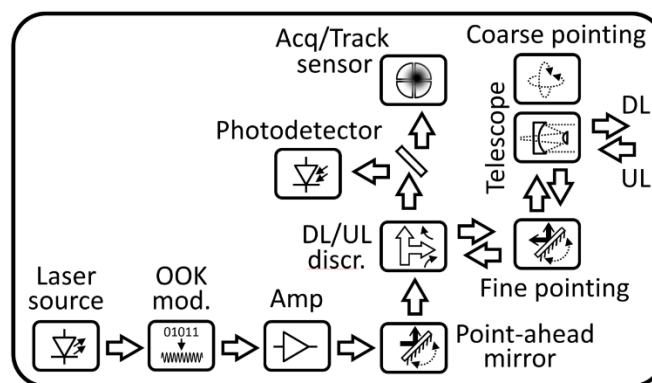 Acq/Track
sensor
Coarse pointing
Photodetector
Telescope
DL
UL
DL/UL
discr.
Fine pointing
Laser
source
OOK
mod.
01011
Amp
Point-ahead
mirror